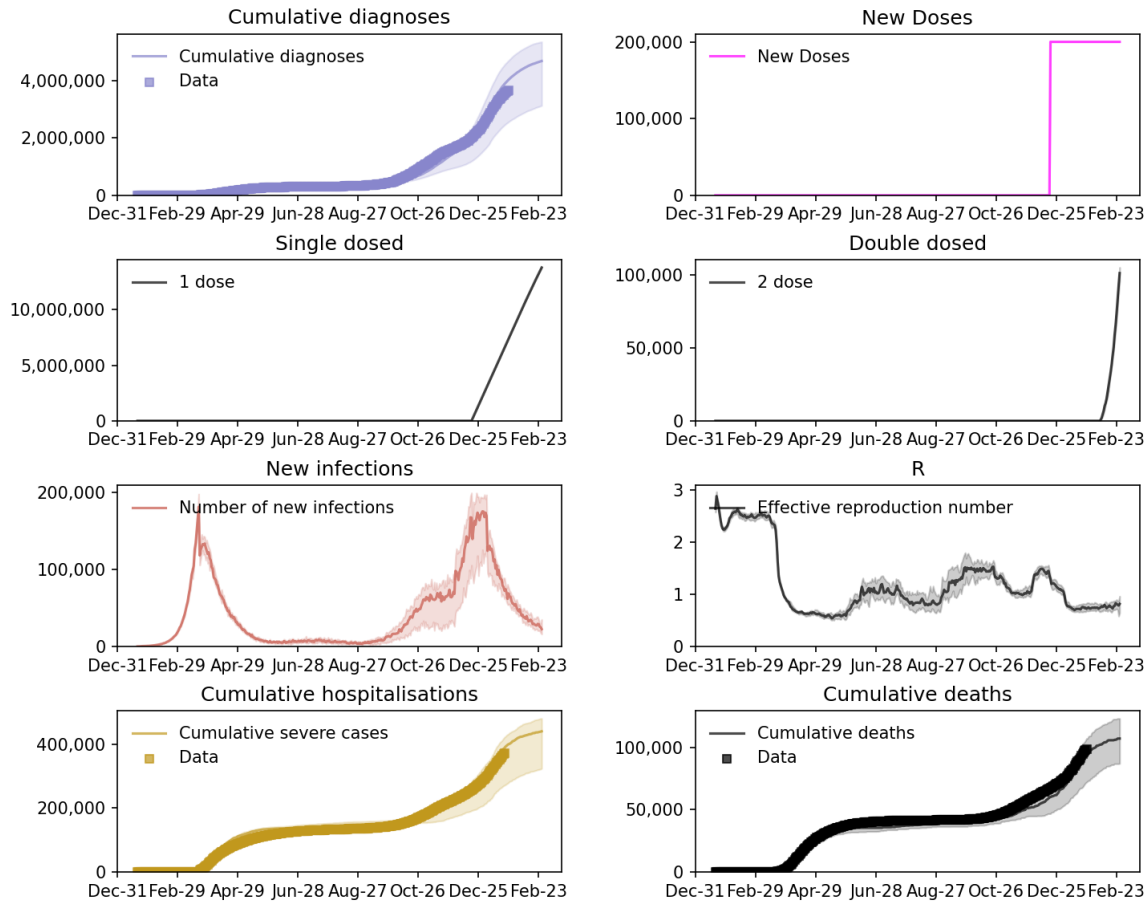 Cumulative diagnoses
Cumulative diagnoses
Data
4,000,000
2,000,000
0
Dec-31 Feb-29 Apr-29 Jun-28 Aug-27 Oct-26 Dec-25 Feb-23
New Doses
New Doses
200,000
100,000
0
Dec-31 Feb-29 Apr-29 Jun-28 Aug-27 Oct-26 Dec-25 Feb-23
Single dosed
1 dose
10,000,000
5,000,000
0
Dec-31 Feb-29 Apr-29 Jun-28 Aug-27 Oct-26 Dec-25 Feb-23
Double dosed
2 dose
100,000
50,000
0
Dec-31 Feb-29 Apr-29 Jun-28 Aug-27 Oct-26 Dec-25 Feb-23
New infections
Number of new infections
200,000
100,000
0
Dec-31 Feb-29 Apr-29 Jun-28 Aug-27 Oct-26 Dec-25 Feb-23
R
Effective reproduction number
3
2
1
0
Dec-31 Feb-29 Apr-29 Jun-28 Aug-27 Oct-26 Dec-25 Feb-23
Cumulative hospitalisations
Cumulative severe cases
Data
400,000
200,000
0
Dec-31 Feb-29 Apr-29 Jun-28 Aug-27 Oct-26 Dec-25 Feb-23
Cumulative deaths
Cumulative deaths
Data
100,000
50,000
0
Dec-31 Feb-29 Apr-29 Jun-28 Aug-27 Oct-26 Dec-25 Feb-23